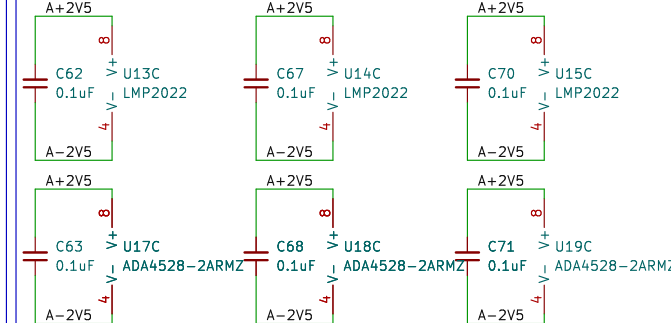 A+2V5 A+2V5 A+2V5
8 8 8
V+ V+ V+
C62 U13C C67 U14C C70 U15C
0.1uF LMP2022 0.1uF LMP2022 0.1uF LMP2022
V- V- V-
4 4 4
A-2V5 A-2V5 A-2V5
A+2V5 A+2V5 A+2V5
8 8 8
V+ V+ V+
C63 U17C C68 U18C C71 U19C
0.1uF ADA4528-2ARMZ 0.1uF ADA4528-2ARMZ 0.1uF ADA4528-2ARMZ
V- V- V-
4 4 4
A-2V5 A-2V5 A-2V5